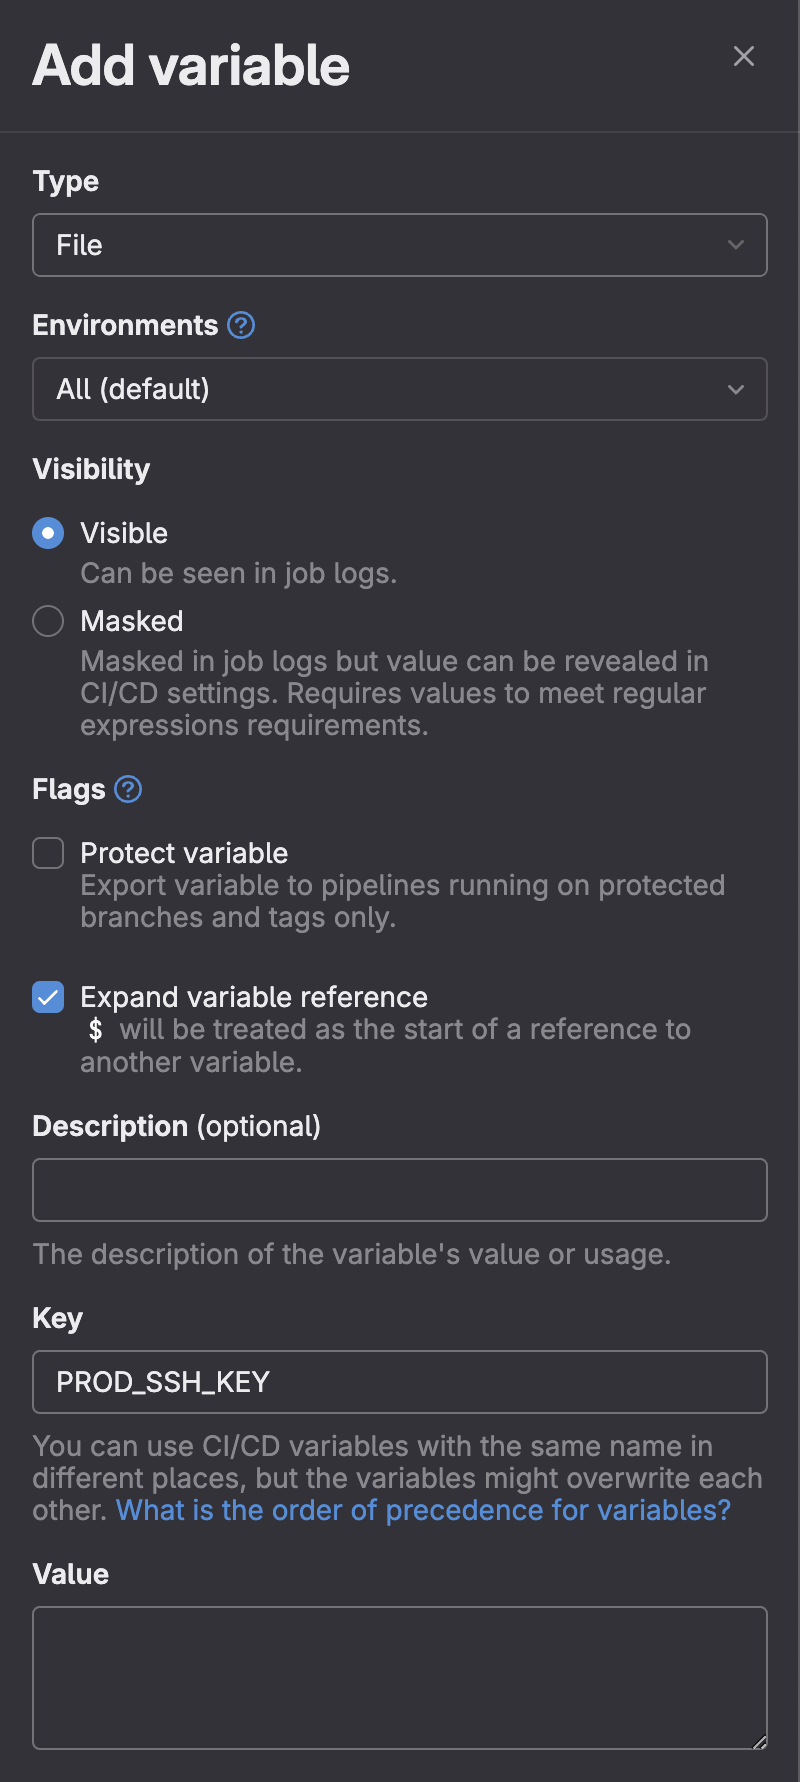 Add variable
Type
File
Environments
All (default)
Visibility
Visible
Can be seen in job logs.
Masked
Masked in job logs but value can be revealed in
CI/CD settings. Requires values to meet regular
expressions requirements.
Flags
Protect variable
Export variable to pipelines running on protected
branches and tags only.
Expand variable reference
$ will be treated as the start of a reference to
another variable.
Description (optional)
The description of the variable's value or usage.
Key
PROD_SSH_KEY
You can use CI/CD variables with the same name in
different places, but the variables might overwrite each
other. What is the order of precedence for variables?
Value